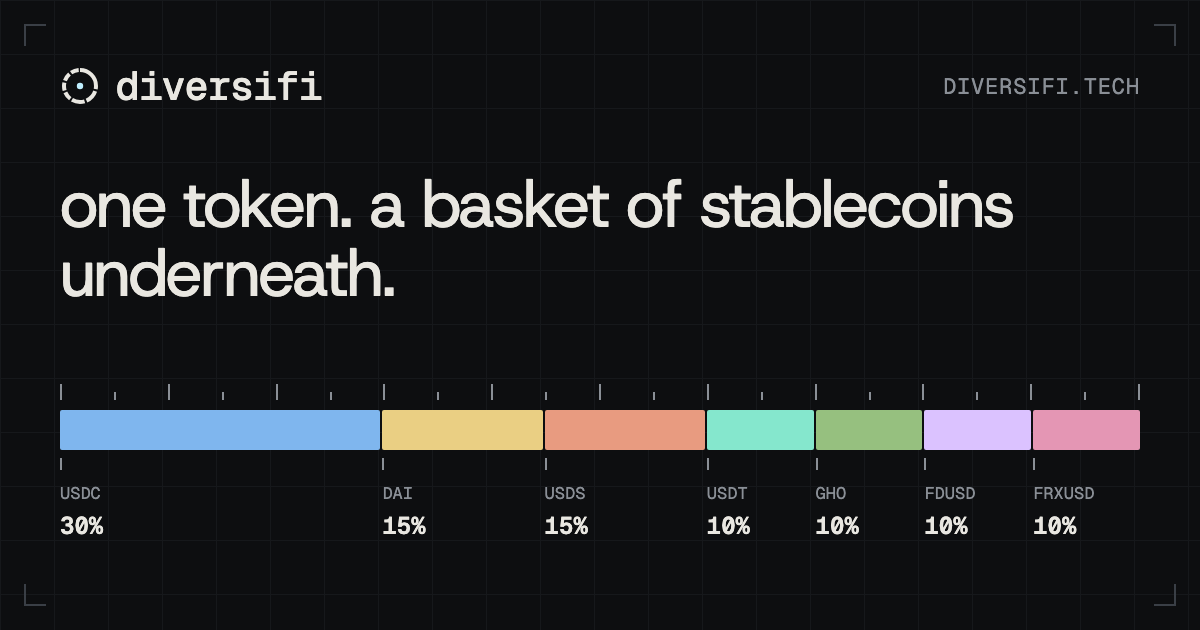 diversifi
DIVERSIFI.TECH
one token. a basket of stablecoins
underneath.
USDC DAI USDS USDT GHO FDUSD FRXUSD
30% 15% 15% 10% 10% 10% 10%